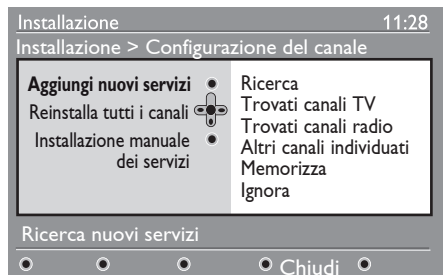 Installazione 11:28
Installazione > Configurazione del canale
Aggiungi nuovi servizi
Reinstalla tutti i canali
Installazione manuale
dei servizi
Ricerca
Trovati canali TV
Trovati canali radio
Altri canali individuati
Memorizza
Ignora
Ricerca nuovi servizi
Chiudi